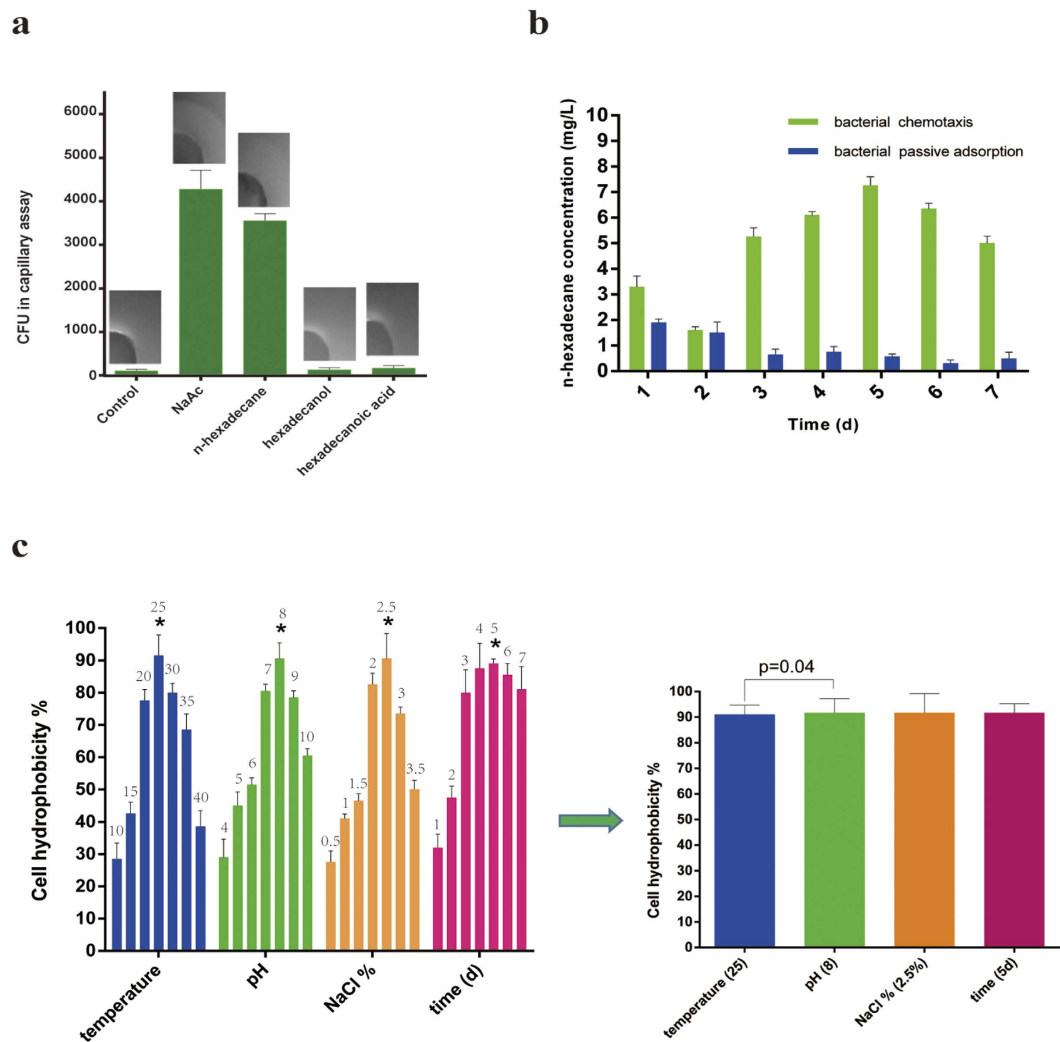 a
b
6000
5000
4000
3000
2000
1000
0
CFU in capillary assay
Control
NaAc
n-hexadecane
hexadecanol
hexadecanoic acid
10
9
8
7
6
5
4
3
2
1
0
n-hexadecane concentration (mg/L)
bacterial chemotaxis
bacterial passive adsorption
1 2 3 4 5 6 7
Time (d)
c
100
90
80
70
60
50
40
30
20
10
0
Cell hydrophobicity %
10 15 20 25 * 30 35 40
4 5 6 7 8 * 9 10
0.5 1 1.5 2 2.5 * 3 3.5
1 2 3 4 5 * 6 7
temperature
pH
NaCl %
time (d)
p=0.04
100
90
80
70
60
50
40
30
20
10
0
Cell hydrophobicity %
temperature (25)
pH (8)
NaCl % (2.5%)
time (5d)